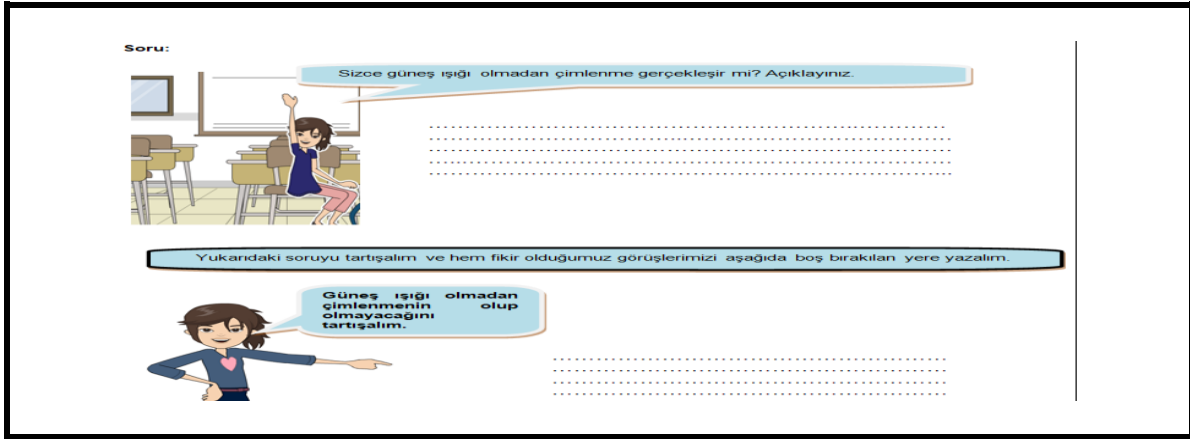 Soru:
Sizce güneş ışığı olmadan çimlenme gerçekleşir mi? Açıklayınız.
Yukarıdaki soruyu tartışalım ve hem fikir olduğumuz görüşlerimizi aşağıda boş bırakılan yere yazalım.
Güneş ışığı olmadan
çimlenmenin olup
olmayacağını
tartışalım.